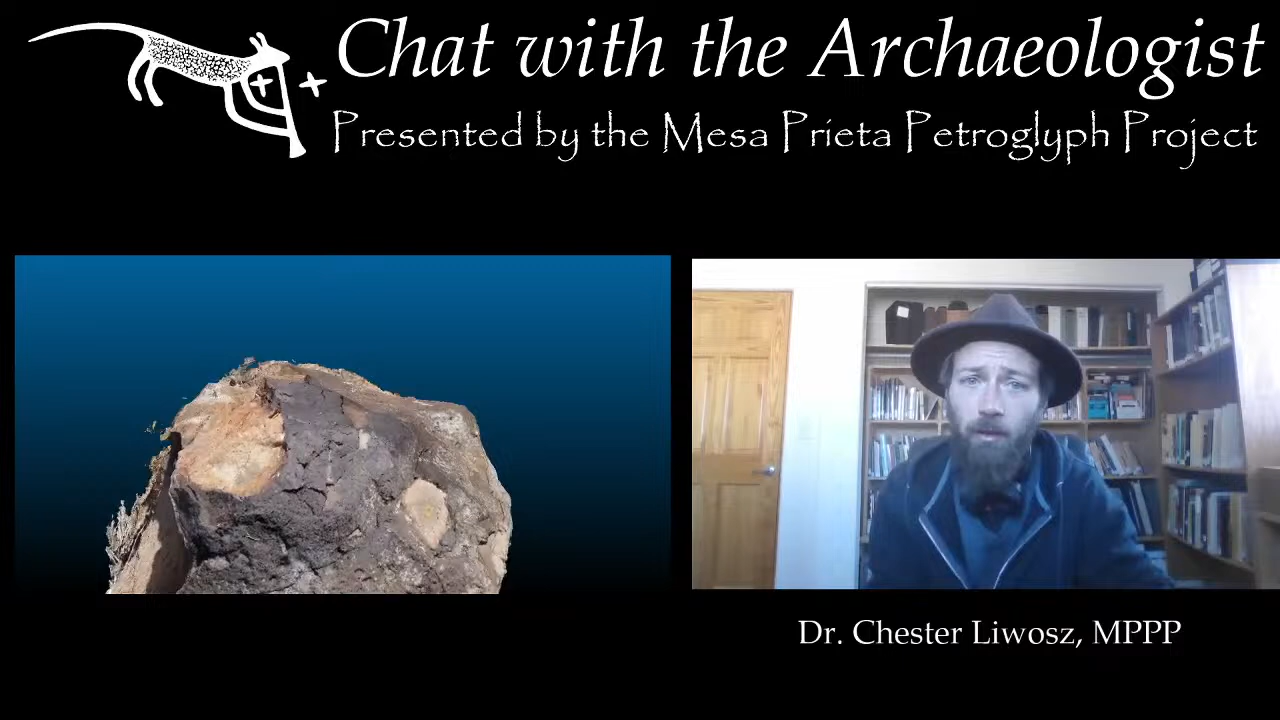 Chat with the Archaeologist
Presented by the Mesa Prieta Petroglyph Project
Dr. Chester Liwosz, MPPP